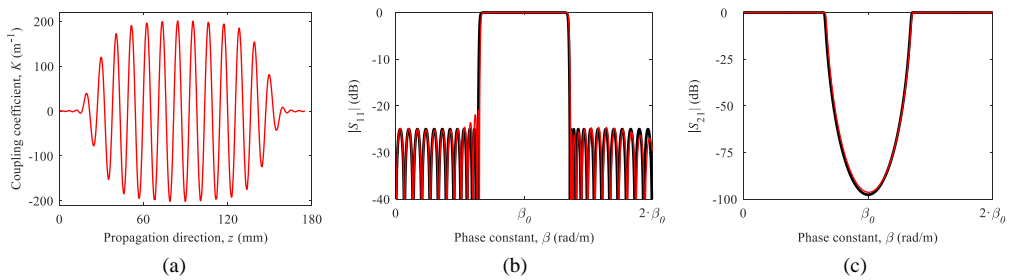 Coupling coefficient, K (m⁻¹)
200
100
0
-100
-200
0
60
120
180
Propagation direction, z (mm)
(a)
|S₁₁| (dB)
0
-10
-20
-30
-40
0
β₀
2·β₀
Phase constant, β (rad/m)
(b)
|S₂₁| (dB)
0
-25
-50
-75
-100
0
β₀
2·β₀
Phase constant, β (rad/m)
(c)